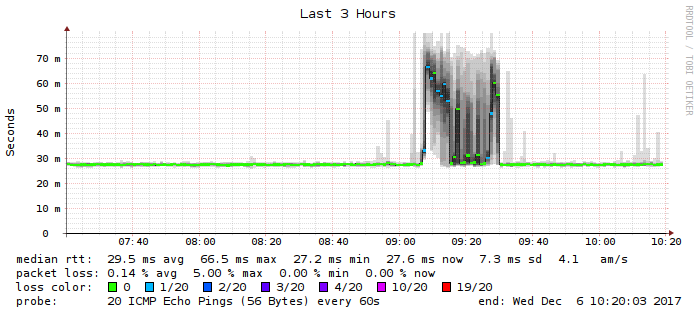 Last 3 Hours
RRDTOOL / TOBI OETIKER
Seconds
70 m
60 m
50 m
40 m
30 m
20 m
10 m
0
07:40 08:00 08:20 08:40 09:00 09:20 09:40 10:00 10:20
median rtt: 29.5 ms avg 66.5 ms max 27.2 ms min 27.6 ms now 7.3 ms sd 4.1 am/s
packet loss: 0.14 % avg 5.00 % max 0.00 % min 0.00 % now
loss color: 0 1/20 2/20 3/20 4/20 10/20 19/20
probe: 20 ICMP Echo Pings (56 Bytes) every 60s end: Wed Dec 6 10:20:03 2017